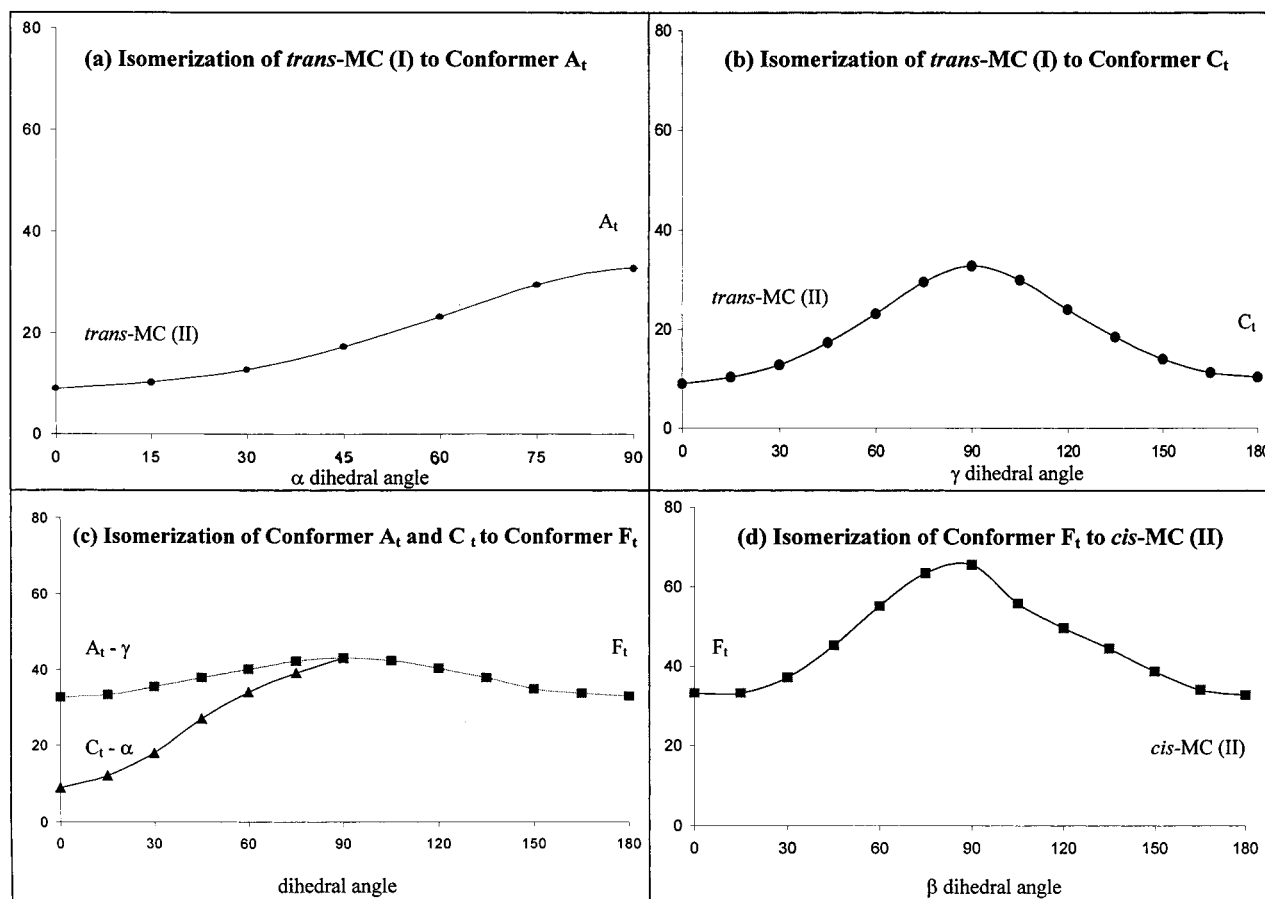 (a) Isomerization of trans-MC (I) to Conformer At
80
60
40
20
0
At
trans-MC (II)
0 15 30 45 60 75 90
α dihedral angle
(b) Isomerization of trans-MC (I) to Conformer Ct
80
60
40
20
0
trans-MC (II)
Ct
0 30 60 90 120 150 180
γ dihedral angle
(c) Isomerization of Conformer At and C t to Conformer Ft
80
60
40
20
0
At - γ
Ft
Ct - α
0 30 60 90 120 150 180
dihedral angle
(d) Isomerization of Conformer Ft to cis-MC (II)
80
60
40
20
0
Ft
cis-MC (II)
0 30 60 90 120 150 180
β dihedral angle